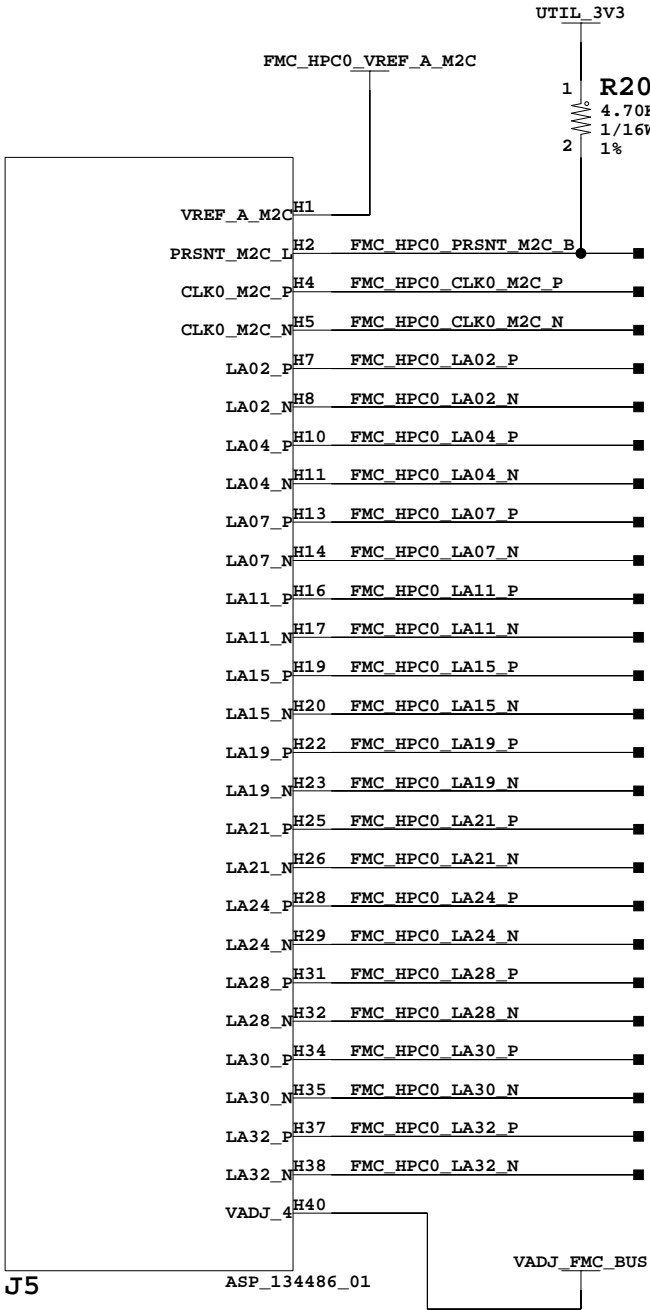 UTIL_3V3
FMC_HPC0_VREF_A_M2C
1 R20
4.70K
1/16W
2 1%
VREF_A_M2C H1
PRSNT_M2C_L H2 FMC_HPC0_PRSNT_M2C_B
CLK0_M2C_P H4 FMC_HPC0_CLK0_M2C_P
CLK0_M2C_N H5 FMC_HPC0_CLK0_M2C_N
LA02_P H7 FMC_HPC0_LA02_P
LA02_N H8 FMC_HPC0_LA02_N
LA04_P H10 FMC_HPC0_LA04_P
LA04_N H11 FMC_HPC0_LA04_N
LA07_P H13 FMC_HPC0_LA07_P
LA07_N H14 FMC_HPC0_LA07_N
LA11_P H16 FMC_HPC0_LA11_P
LA11_N H17 FMC_HPC0_LA11_N
LA15_P H19 FMC_HPC0_LA15_P
LA15_N H20 FMC_HPC0_LA15_N
LA19_P H22 FMC_HPC0_LA19_P
LA19_N H23 FMC_HPC0_LA19_N
LA21_P H25 FMC_HPC0_LA21_P
LA21_N H26 FMC_HPC0_LA21_N
LA24_P H28 FMC_HPC0_LA24_P
LA24_N H29 FMC_HPC0_LA24_N
LA28_P H31 FMC_HPC0_LA28_P
LA28_N H32 FMC_HPC0_LA28_N
LA30_P H34 FMC_HPC0_LA30_P
LA30_N H35 FMC_HPC0_LA30_N
LA32_P H37 FMC_HPC0_LA32_P
LA32_N H38 FMC_HPC0_LA32_N
VADJ_4 H40
VADJ_FMC_BUS
J5 ASP_134486_01